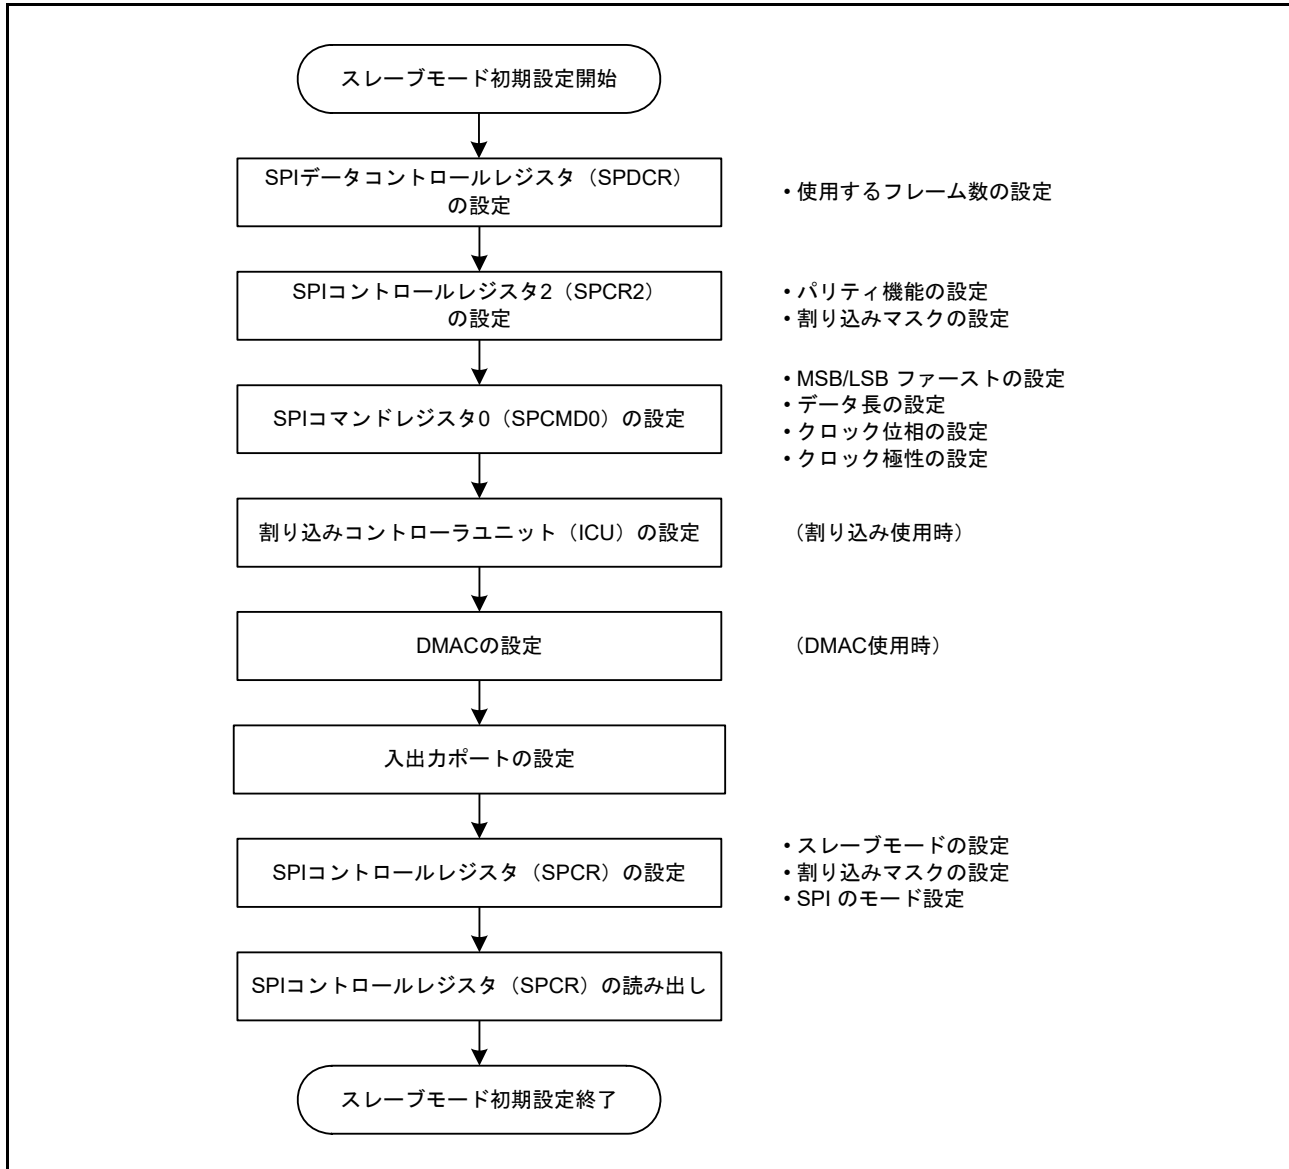 スレーブモード初期設定開始
SPIデータコントロールレジスタ（SPDCR）
の設定
• 使用するフレーム数の設定
SPIコントロールレジスタ2（SPCR2）
の設定
• パリティ機能の設定
• 割り込みマスクの設定
SPIコマンドレジスタ0（SPCMD0）の設定
• MSB/LSB ファーストの設定
• データ長の設定
• クロック位相の設定
• クロック極性の設定
割り込みコントローラユニット（ICU）の設定
（割り込み使用時）
DMACの設定
（DMAC使用時）
入出力ポートの設定
SPIコントロールレジスタ（SPCR）の設定
• スレーブモードの設定
• 割り込みマスクの設定
• SPI のモード設定
SPIコントロールレジスタ（SPCR）の読み出し
スレーブモード初期設定終了